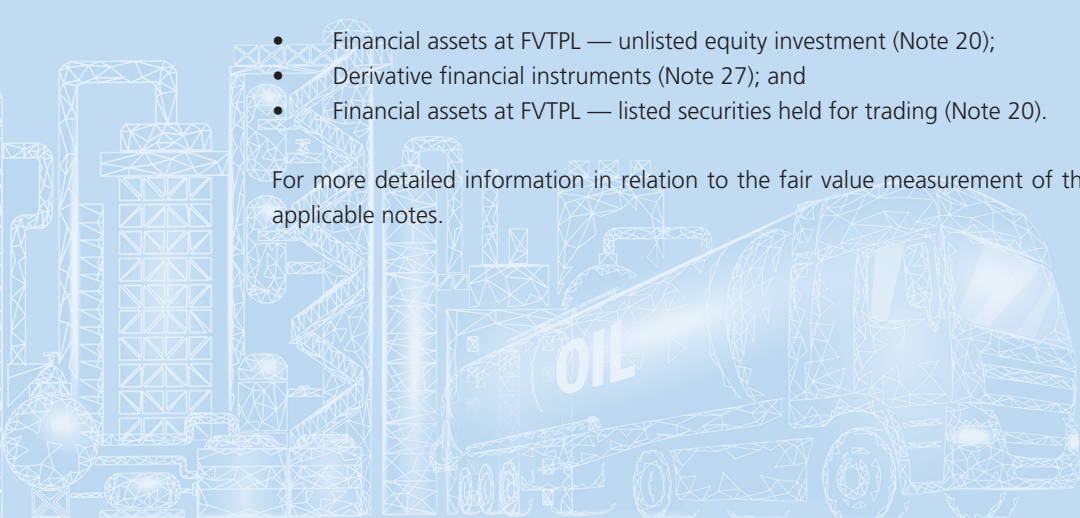 • Financial assets at FVTPL — unlisted equity investment (Note 20);
• Derivative financial instruments (Note 27); and
• Financial assets at FVTPL — listed securities held for trading (Note 20).
For more detailed information in relation to the fair value measurement of th
applicable notes.
OIL